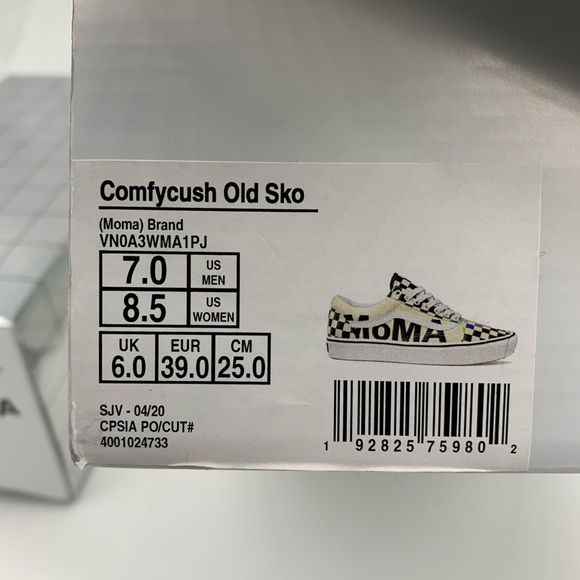 Comfycush Old Sko
(Moma) Brand
VN0A3WMA1PJ
7.0 US MEN
8.5 US WOMEN
UK EUR CM
6.0 39.0 25.0
SJV - 04/20
CPSIA PO/CUT#
4001024733
MoMA
1 92825 75980 2
A